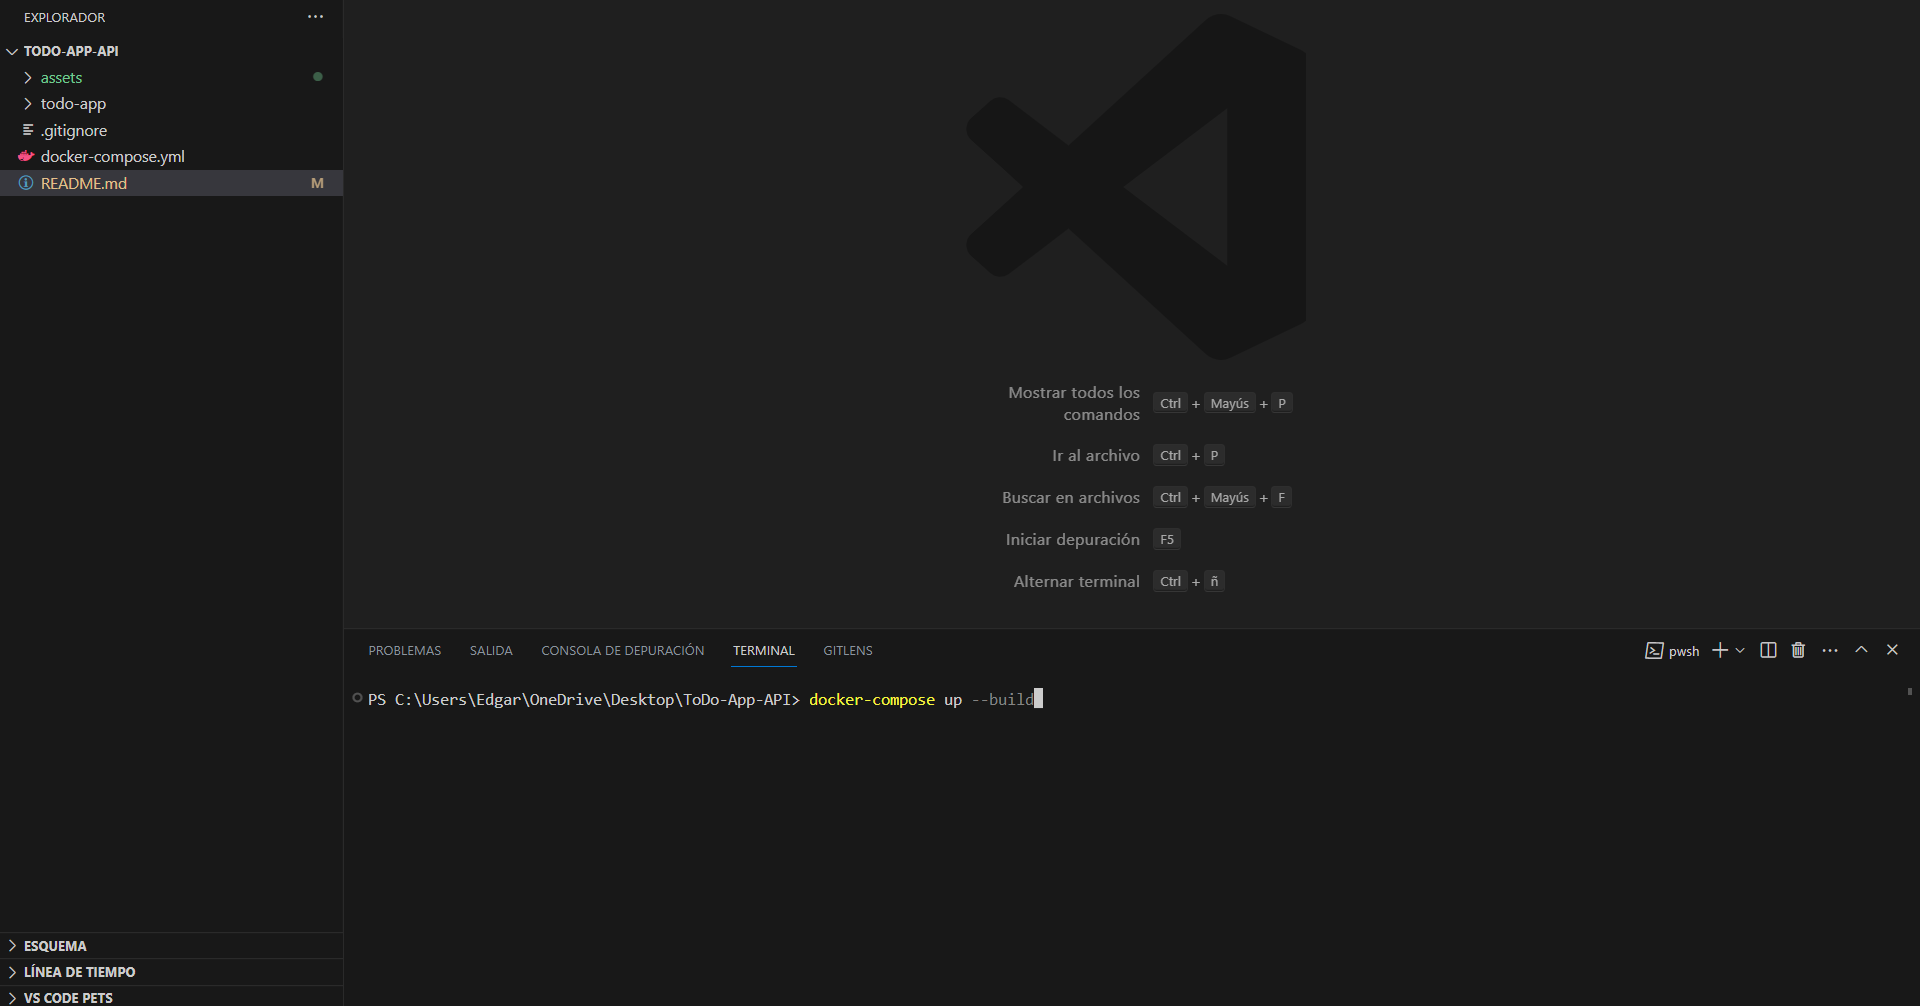 EXPLORADOR
TODO-APP-API
assets
todo-app
.gitignore
docker-compose.yml
README.md M
ESQUEMA
LÍNEA DE TIEMPO
VS CODE PETS
Mostrar todos los comandos Ctrl + Mayús + P
Ir al archivo Ctrl + P
Buscar en archivos Ctrl + Mayús + F
Iniciar depuración F5
Alternar terminal Ctrl + ñ
PROBLEMAS SALIDA CONSOLA DE DEPURACIÓN TERMINAL GITLENS pwsh
PS C:\Users\Edgar\OneDrive\Desktop\ToDo-App-API> docker-compose up --build